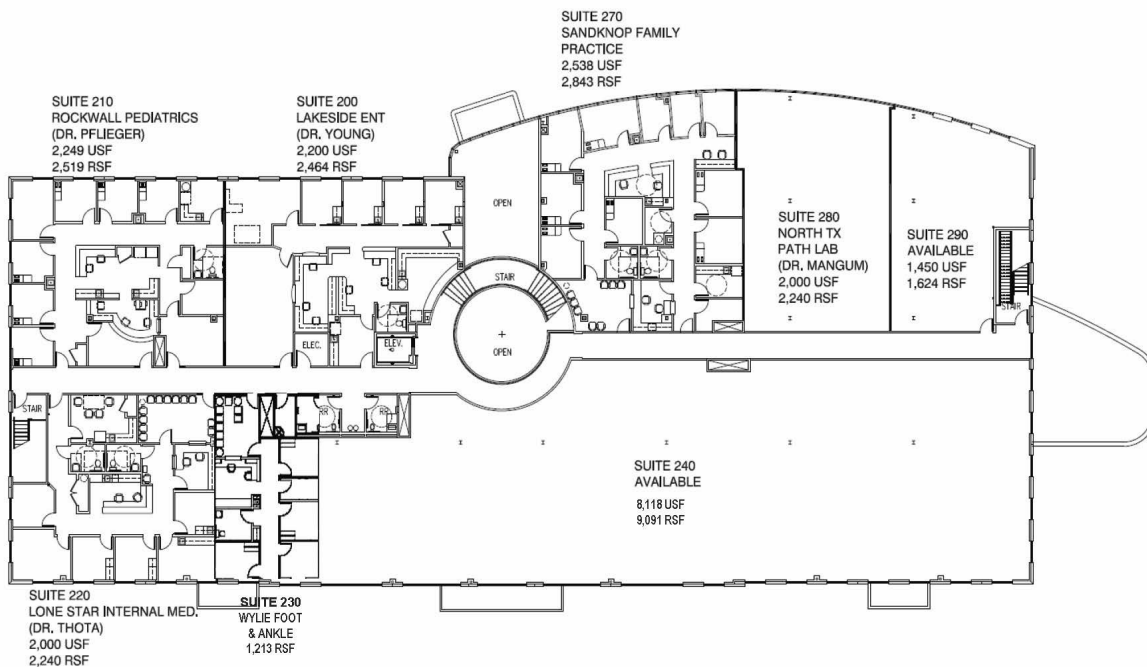 SUITE 270
SANDKNOP FAMILY
PRACTICE
2,538 USF
2,843 RSF
SUITE 210
ROCKWALL PEDIATRICS
(DR. PFLIEGER)
2,249 USF
2,519 RSF
SUITE 200
LAKESIDE ENT
(DR. YOUNG)
2,200 USF
2,464 RSF
OPEN
SUITE 280
NORTH TX
PATH LAB
(DR. MANGUM)
2,000 USF
2,240 RSF
SUITE 290
AVAILABLE
1,450 USF
1,624 RSF
STAIR
STAIR
ELEC.
ELEV.
OPEN
STAIR
RR
RR
SUITE 240
AVAILABLE
8,118 USF
9,091 RSF
SUITE 220
LONE STAR INTERNAL MED.
(DR. THOTA)
2,000 USF
2,240 RSF
SUITE 230
WYLIE FOOT
& ANKLE
1,213 RSF